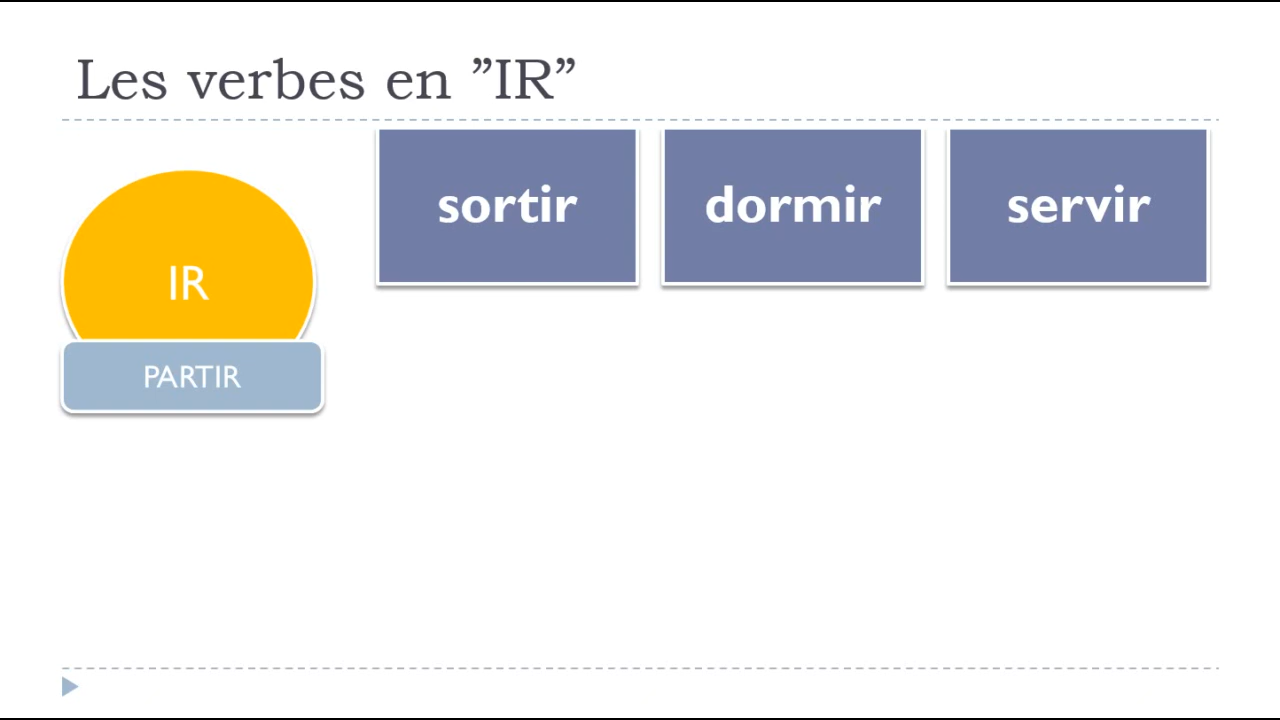 Les verbes en ”IR”
sortir
dormir
servir
IR
PARTIR